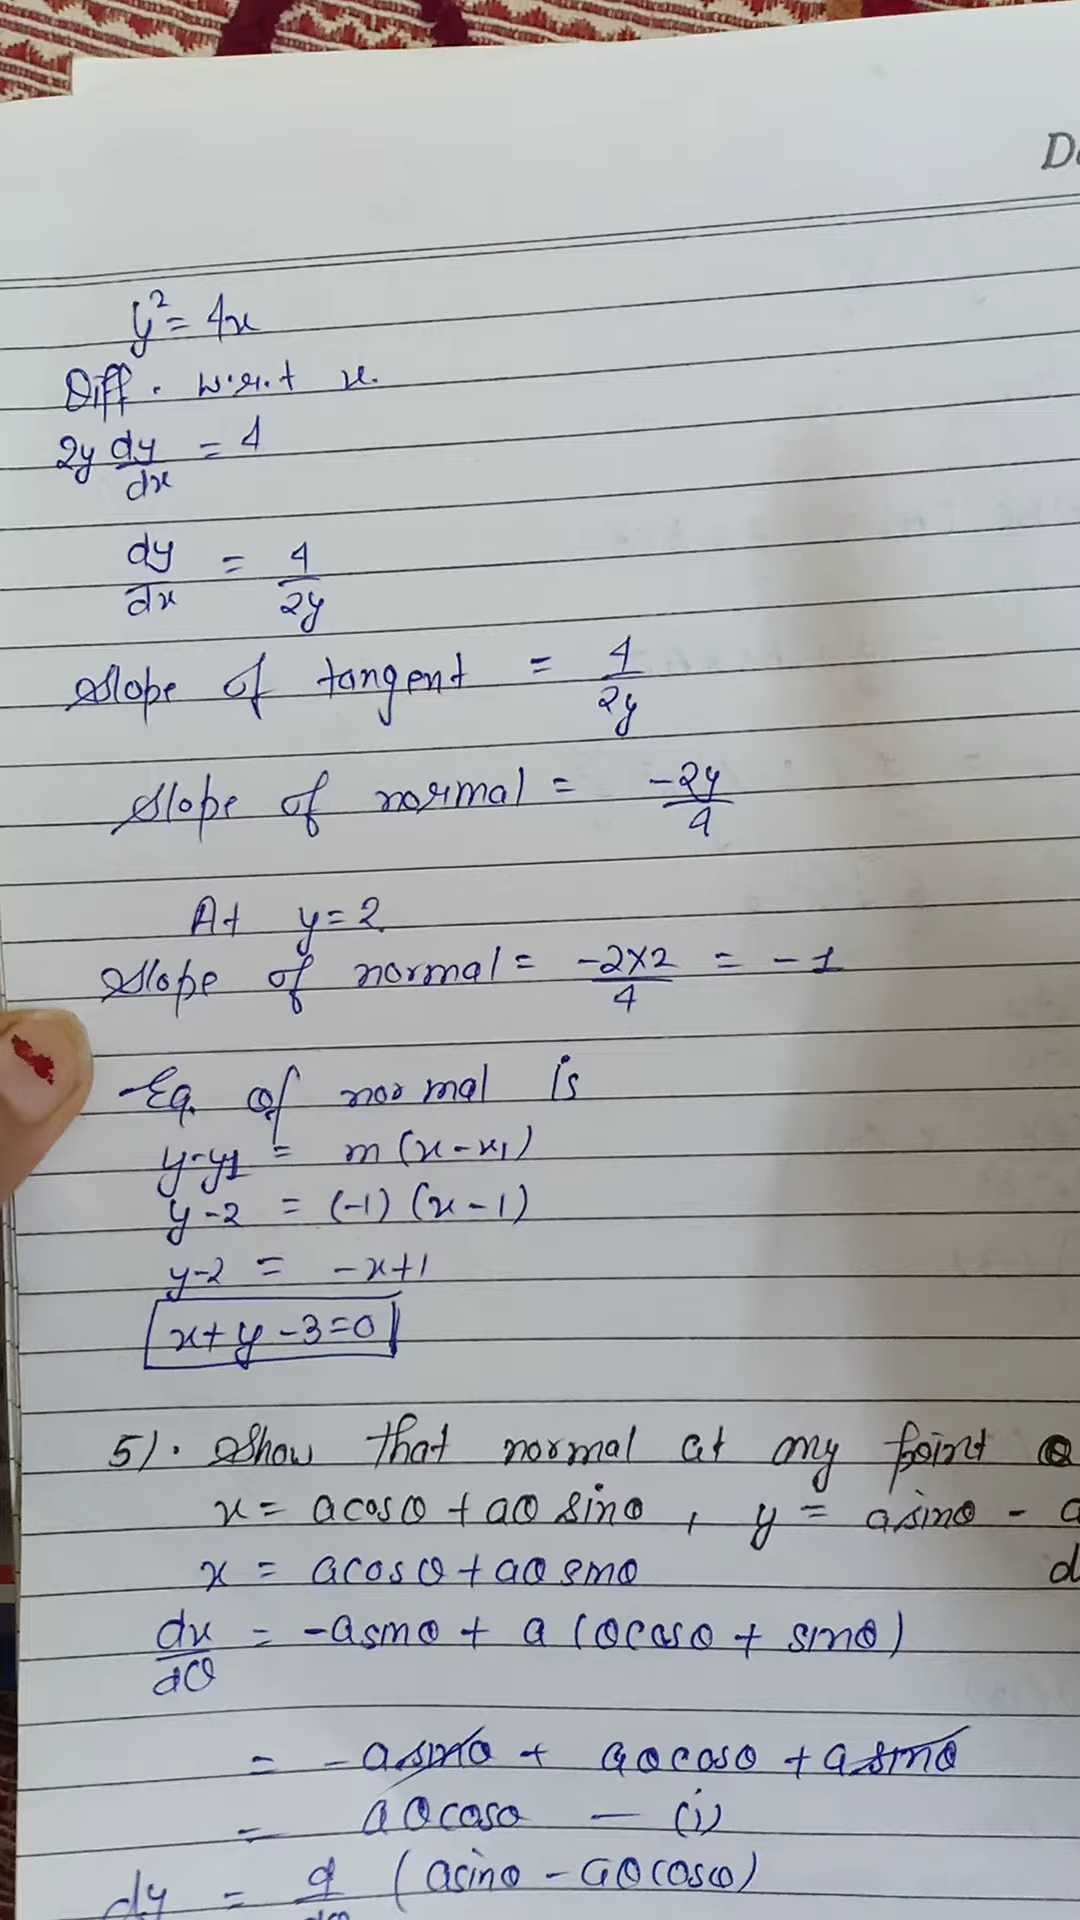 y² = 4x
Diff. w.r.t x.
2y dy/dx = 4
dy/dx = 4/2y
Slope of tangent = 4/2y
Slope of normal = -2y/4
At y=2
Slope of normal = -2×2/4 = -1
Eq. of normal is
y-y1 = m(x-x1)
y-2 = (-1)(x-1)
y-2 = -x+1
x+y-3=0
5). Show that normal at any point θ
x = acosθ + aθ sinθ, y = asinθ - a
x = acosθ + aθ sinθ
dx/dθ = -asinθ + a(θcosθ + sinθ)
= -asinθ + aθcosθ + asinθ
= aθcosθ — (i)
dy = d (asinθ - aθcosθ)